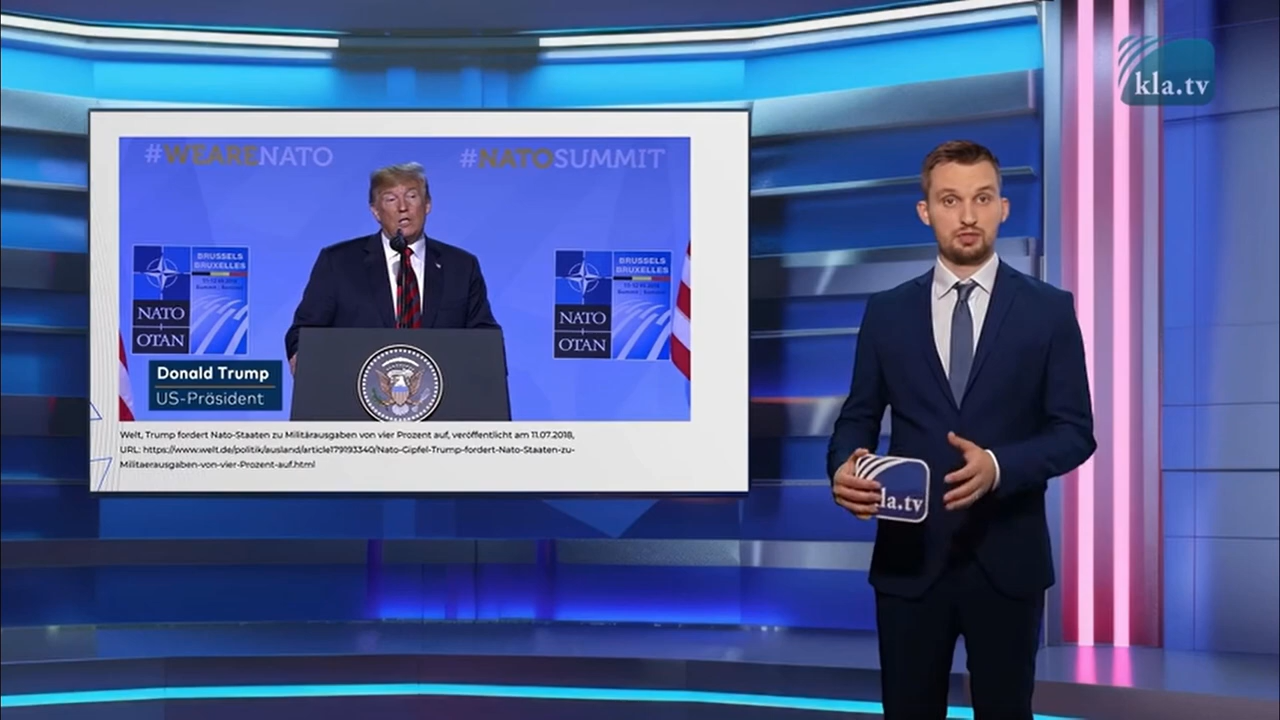 kla.tv
#WEARENATO
#NATOSUMMIT
BRUSSELS
BRUXELLES
NATO
OTAN
BRUSSELS
BRUXELLES
NATO
OTAN
Donald Trump
US-Präsident
Welt, Trump fordert Nato-Staaten zu Militärausgaben von vier Prozent auf, veröffentlicht am 11.07.2018,
URL: https://www.welt.de/politik/ausland/article179193340/Nato-Gipfel-Trump-fordert-Nato-Staaten-zu-
Militaerausgaben-von-vier-Prozent-auf.html
la.tv